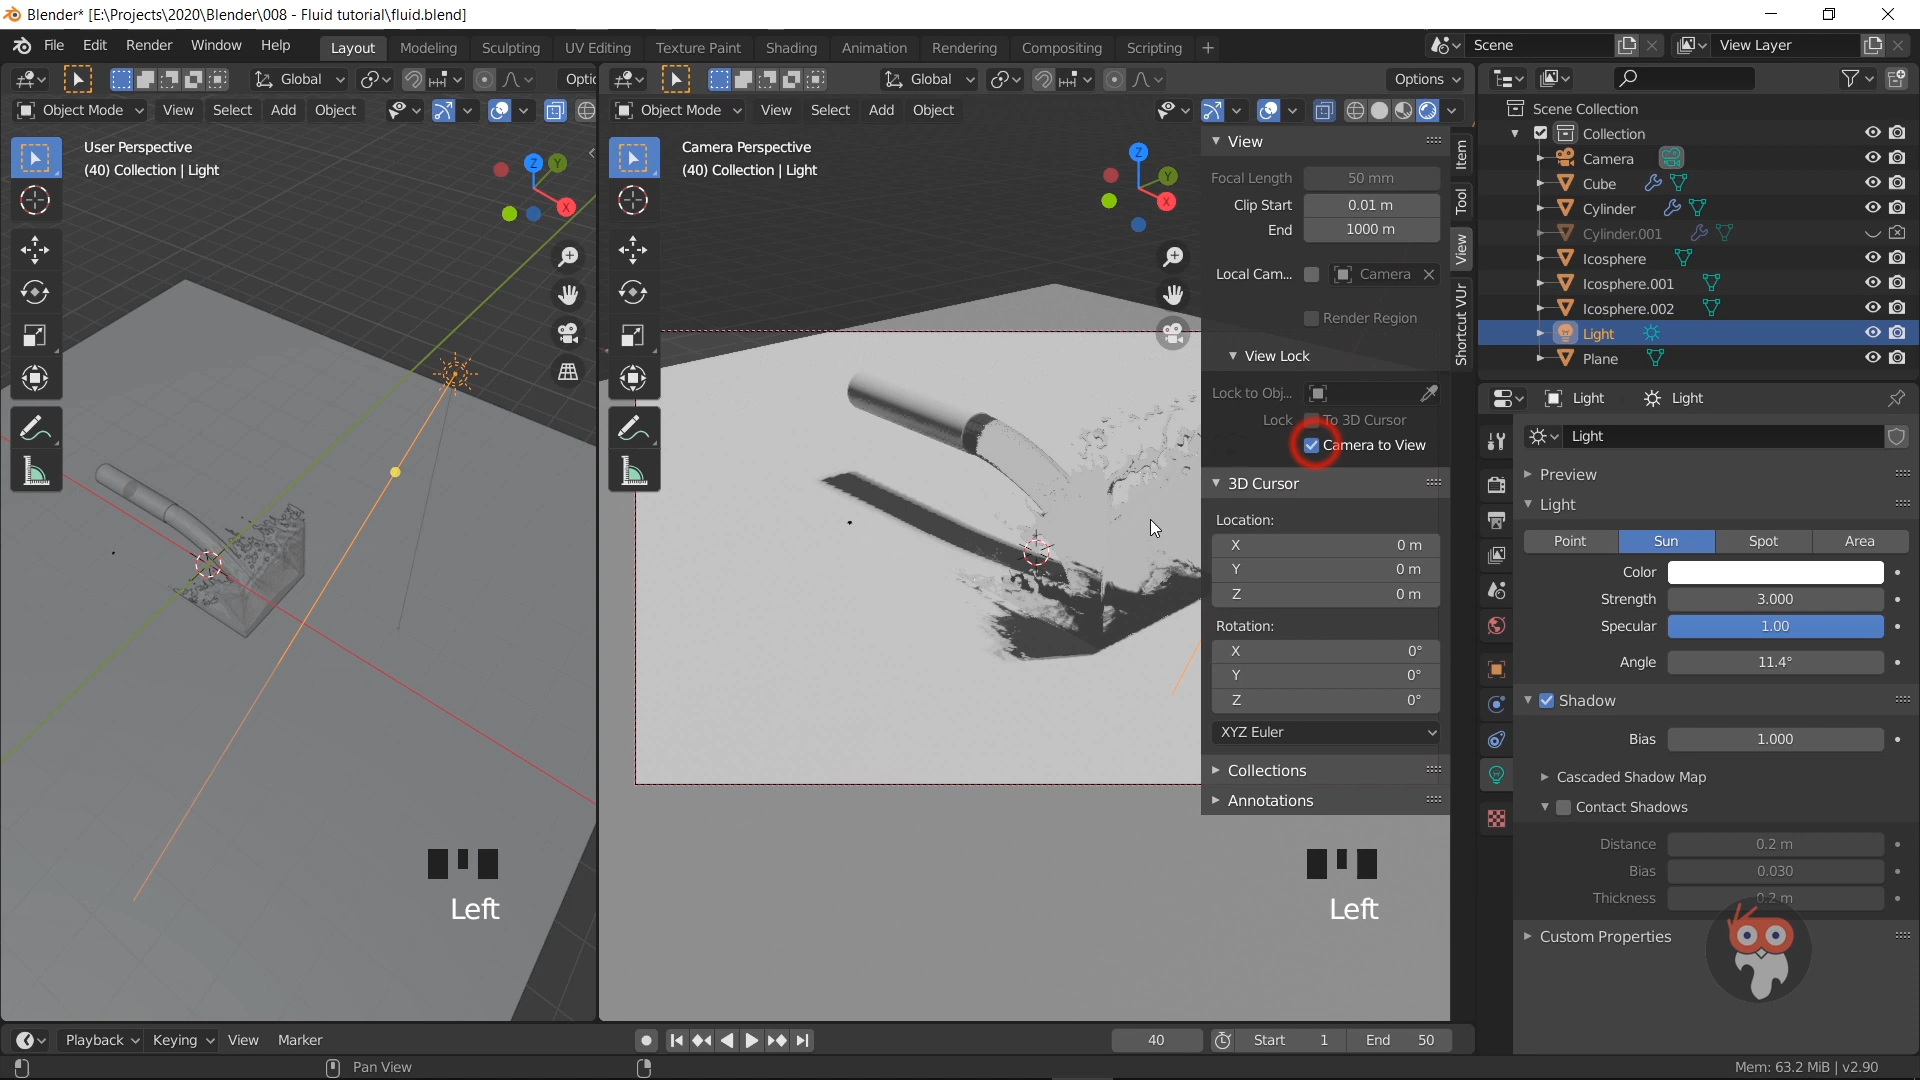 Blender* [E:\Projects\2020\Blender\008 - Fluid tutorial\fluid.blend]
File Edit Render Window Help Layout Modeling Sculpting UV Editing Texture Paint Shading Animation Rendering Compositing Scripting + Scene View Layer
Global Optic Global Options
Object Mode View Select Add Object Object Mode View Select Add Object
User Perspective
(40) Collection | Light
Camera Perspective
(40) Collection | Light
Z Y X
Z Y X
View
Focal Length 50 mm
Clip Start 0.01 m
End 1000 m
Local Cam... Camera
Render Region
View Lock
Lock to Obj...
Lock To 3D Cursor
Camera to View
3D Cursor
Location:
X 0 m
Y 0 m
Z 0 m
Rotation:
X 0°
Y 0°
Z 0°
XYZ Euler
Collections
Annotations
Item
Tool
View
Shortcut VUr
Scene Collection
Collection
Camera
Cube
Cylinder
Cylinder.001
Icosphere
Icosphere.001
Icosphere.002
Light
Plane
Light Light
Light
Preview
Light
Point Sun Spot Area
Color
Strength 3.000
Specular 1.00
Angle 11.4°
Shadow
Bias 1.000
Cascaded Shadow Map
Contact Shadows
Distance 0.2 m
Bias 0.030
Thickness 0.2 m
Custom Properties
Left
Left
Playback Keying View Marker 40 Start 1 End 50
Pan View
Mem: 63.2 MiB | v2.90